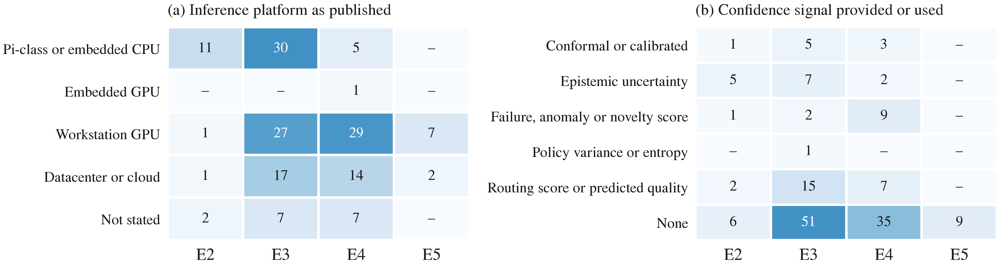 (a) Inference platform as published
Pi-class or embedded CPU 11 30 5 –
Embedded GPU – – 1 –
Workstation GPU 1 27 29 7
Datacenter or cloud 1 17 14 2
Not stated 2 7 7 –
E2 E3 E4 E5
(b) Confidence signal provided or used
Conformal or calibrated 1 5 3 –
Epistemic uncertainty 5 7 2 –
Failure, anomaly or novelty score 1 2 9 –
Policy variance or entropy – 1 – –
Routing score or predicted quality 2 15 7 –
None 6 51 35 9
E2 E3 E4 E5